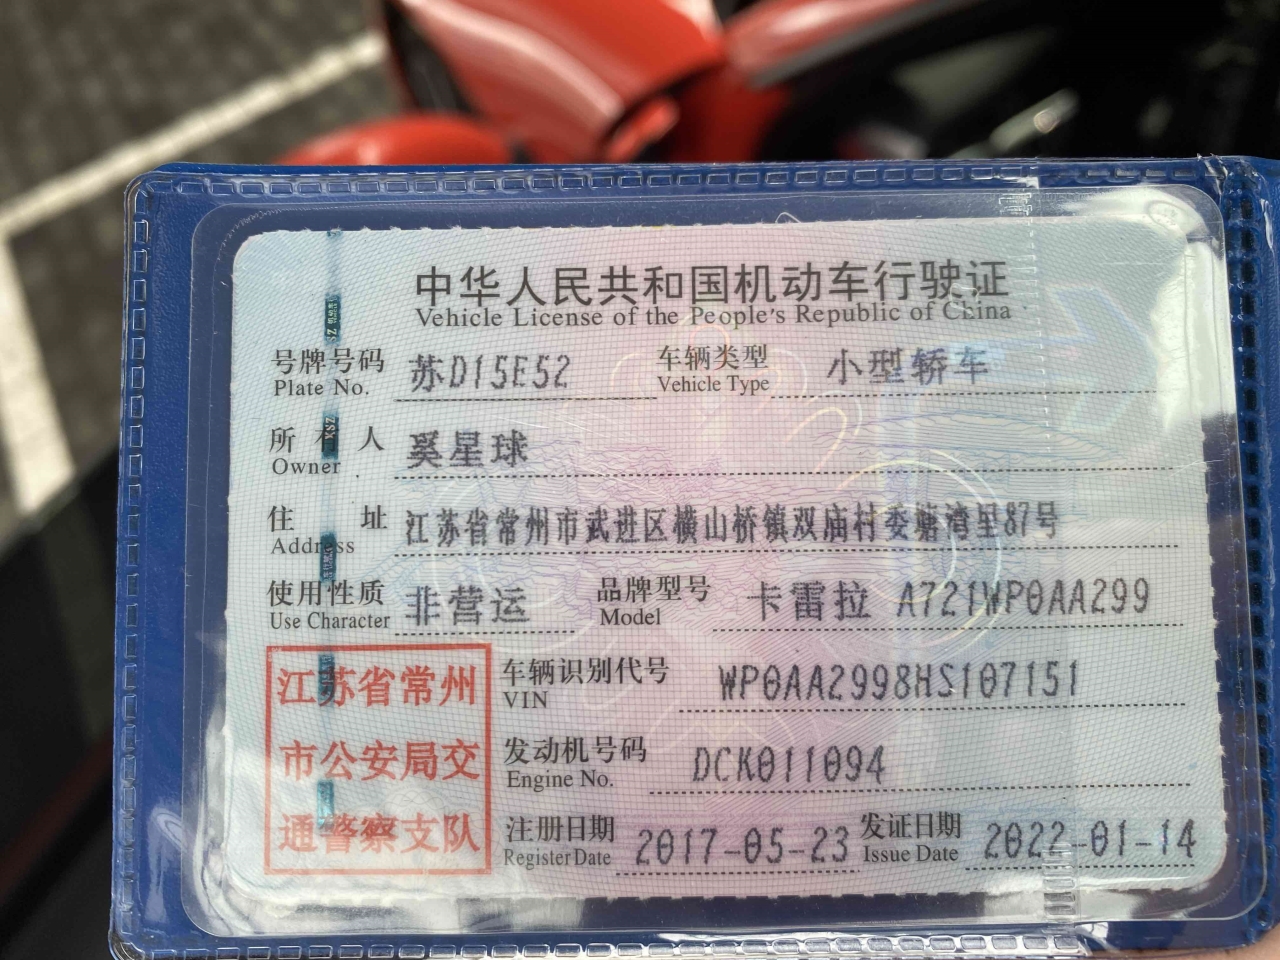 中华人民共和国机动车行驶证
Vehicle License of the People's Republic of China
号牌号码 苏D15E52 车辆类型 小型轿车
Plate No. Vehicle Type
所有人 奚星球
Owner
住址 江苏省常州市武进区横山桥镇双庙村委塘湾里87号
Address
使用性质 非营运 品牌型号 卡雷拉 A721WP0AA299
Use Character Model
江苏省常州
市公安局交
通警察支队
车辆识别代号 WP0AA2998HS107151
VIN
发动机号码 DCK011094
Engine No.
注册日期 2017-05-23 发证日期 2022-01-14
Register Date Issue Date